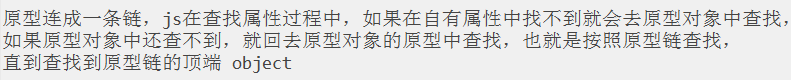 原型连成一条链，js在查找属性过程中，如果在自有属性中找不到就会去原型对象中查找，
如果原型对象中还查不到，就回去原型对象的原型中查找，也就是按照原型链查找，
直到查找到原型链的顶端 object